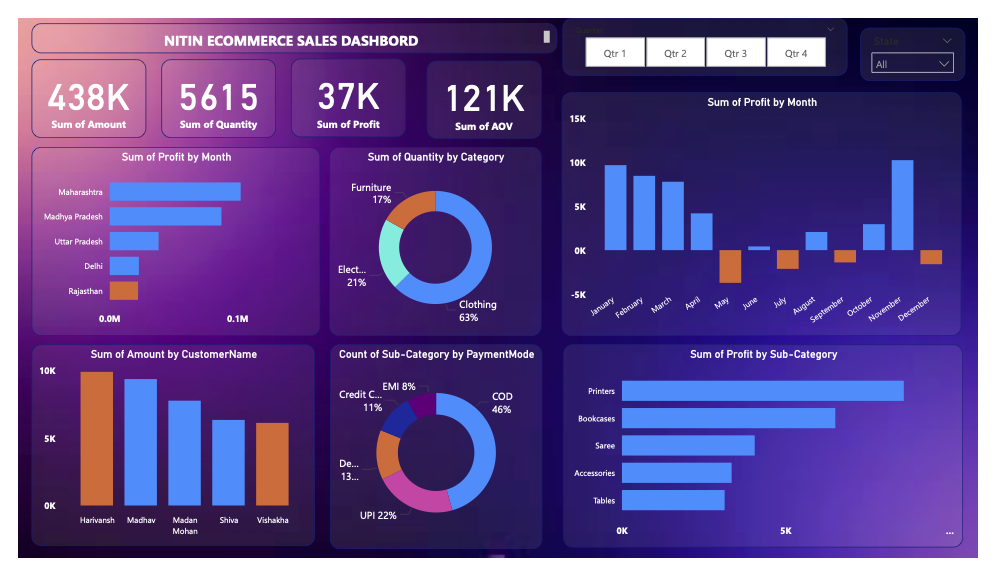 NITIN ECOMMERCE SALES DASHBORD
Qtr 1
Qtr 2
Qtr 3
Qtr 4
State
All
438K
Sum of Amount
5615
Sum of Quantity
37K
Sum of Profit
121K
Sum of AOV
Sum of Profit by Month
Maharashtra
Madhya Pradesh
Uttar Pradesh
Delhi
Rajasthan
0.0M
0.1M
Sum of Quantity by Category
Furniture
17%
Elect...
21%
Clothing
63%
Sum of Profit by Month
15K
10K
5K
0K
-5K
January
February
March
April
May
June
July
August
September
October
November
December
Sum of Amount by CustomerName
10K
5K
0K
Harivansh
Madhav
Madan
Mohan
Shiva
Vishakha
Count of Sub-Category by PaymentMode
EMI 8%
Credit C...
11%
COD
46%
De...
13...
UPI 22%
Sum of Profit by Sub-Category
Printers
Bookcases
Saree
Accessories
Tables
0K
5K
...